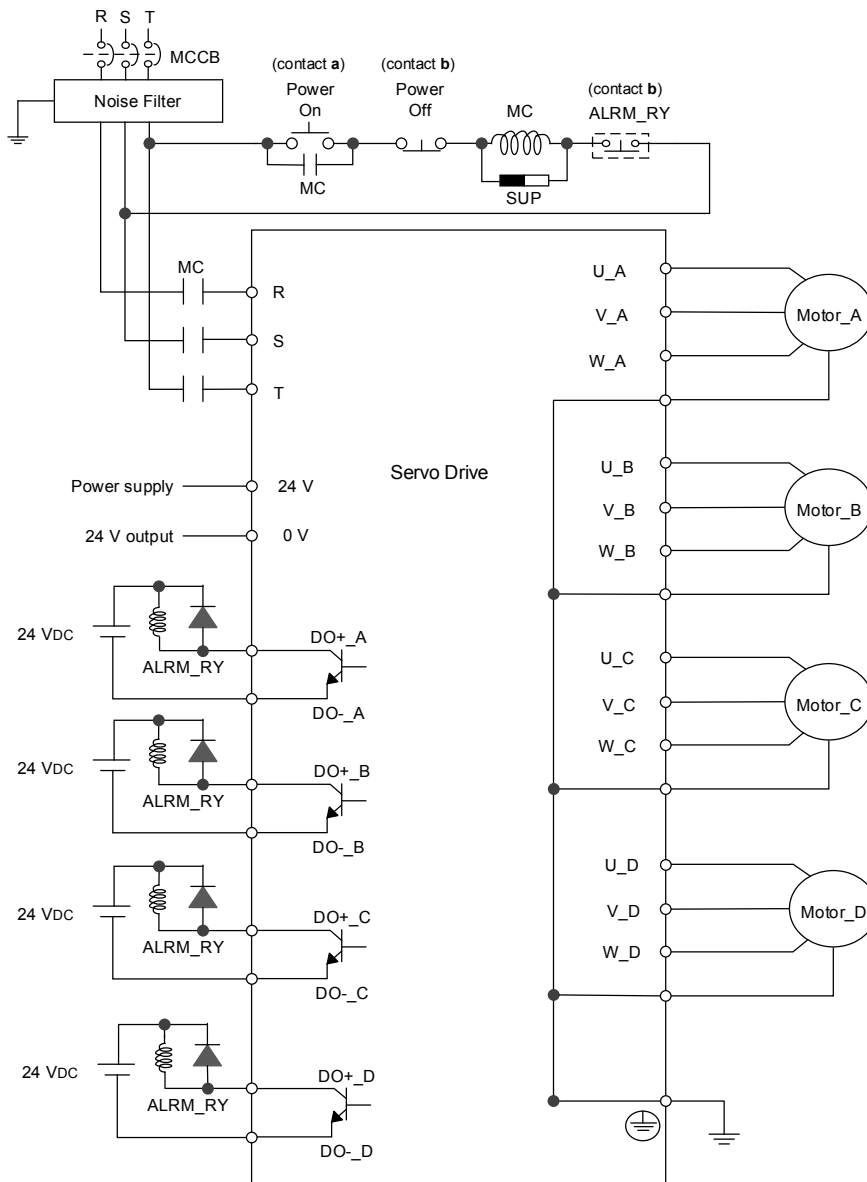 R S T
MCCB
Noise Filter
(contact a)
Power
On
MC
(contact b)
Power
Off
MC
SUP
(contact b)
ALRM_RY
MC
R
S
T
Servo Drive
Power supply
24 V
24 V output
0 V
24 VDC
ALRM_RY
DO+_A
DO-_A
24 VDC
ALRM_RY
DO+_B
DO-_B
24 VDC
ALRM_RY
DO+_C
DO-_C
24 VDC
ALRM_RY
DO+_D
DO-_D
U_A
V_A
W_A
Motor_A
U_B
V_B
W_B
Motor_B
U_C
V_C
W_C
Motor_C
U_D
V_D
W_D
Motor_D